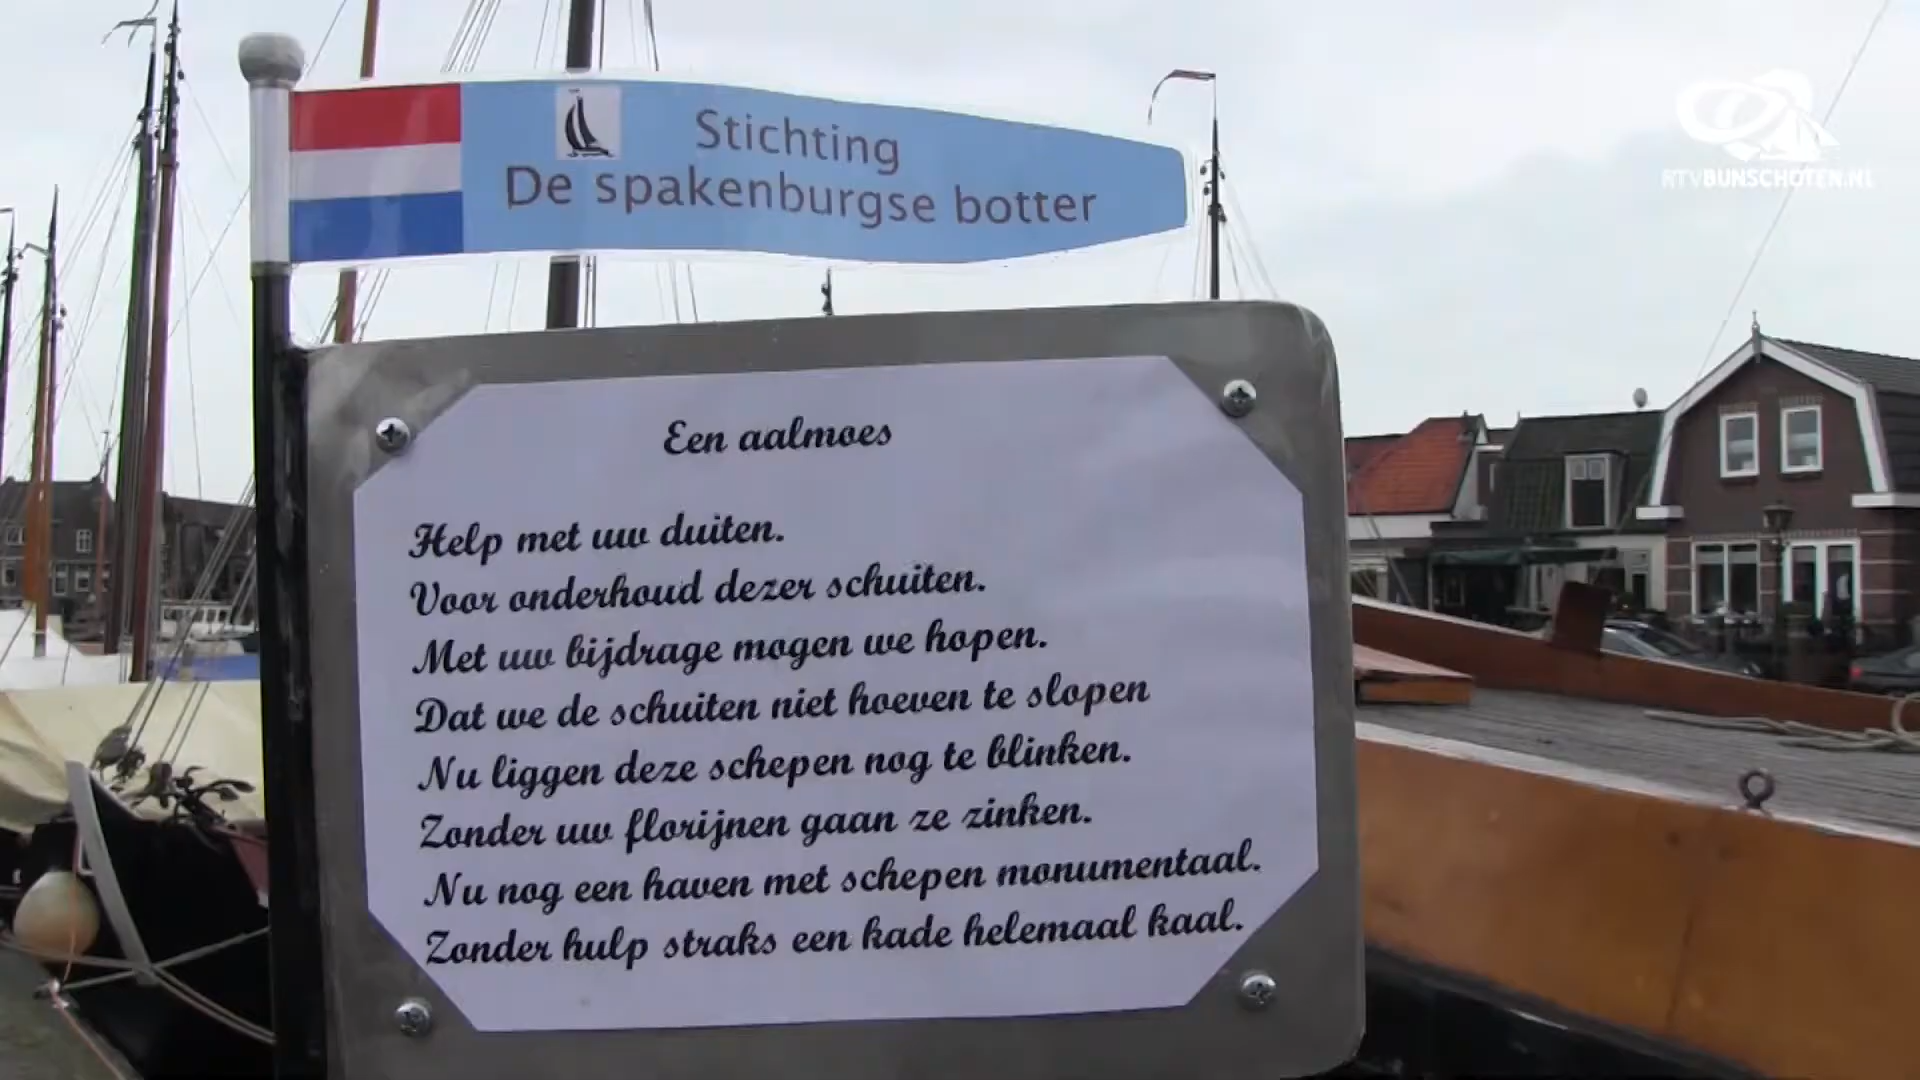 Stichting
De spakenburgse botter
RTVBUNSCHOTEN.NL
Een aalmoes
Help met uw duiten.
Voor onderhoud dezer schuiten.
Met uw bijdrage mogen we hopen.
Dat we de schuiten niet hoeven te slopen
Nu liggen deze schepen nog te blinken.
Zonder uw florijnen gaan ze zinken.
Nu nog een haven met schepen monumentaal.
Zonder hulp straks een kade helemaal kaal.